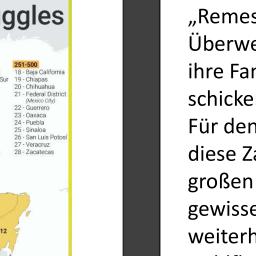 ggles
251-500
18 - Baja California
Sur
19 - Chiapas
20 - Chihuahua
21 - Federal District
(Mexico City)
22 - Guerrero
23 - Oaxaca
24 - Puebla
25 - Sinaloa
26 - San Luis Potosí
27 - Veracruz
28 - Zacatecas
12
„Remes
Überwe
ihre Fan
schicke
Für den
diese Za
großen
gewisse
weiterh